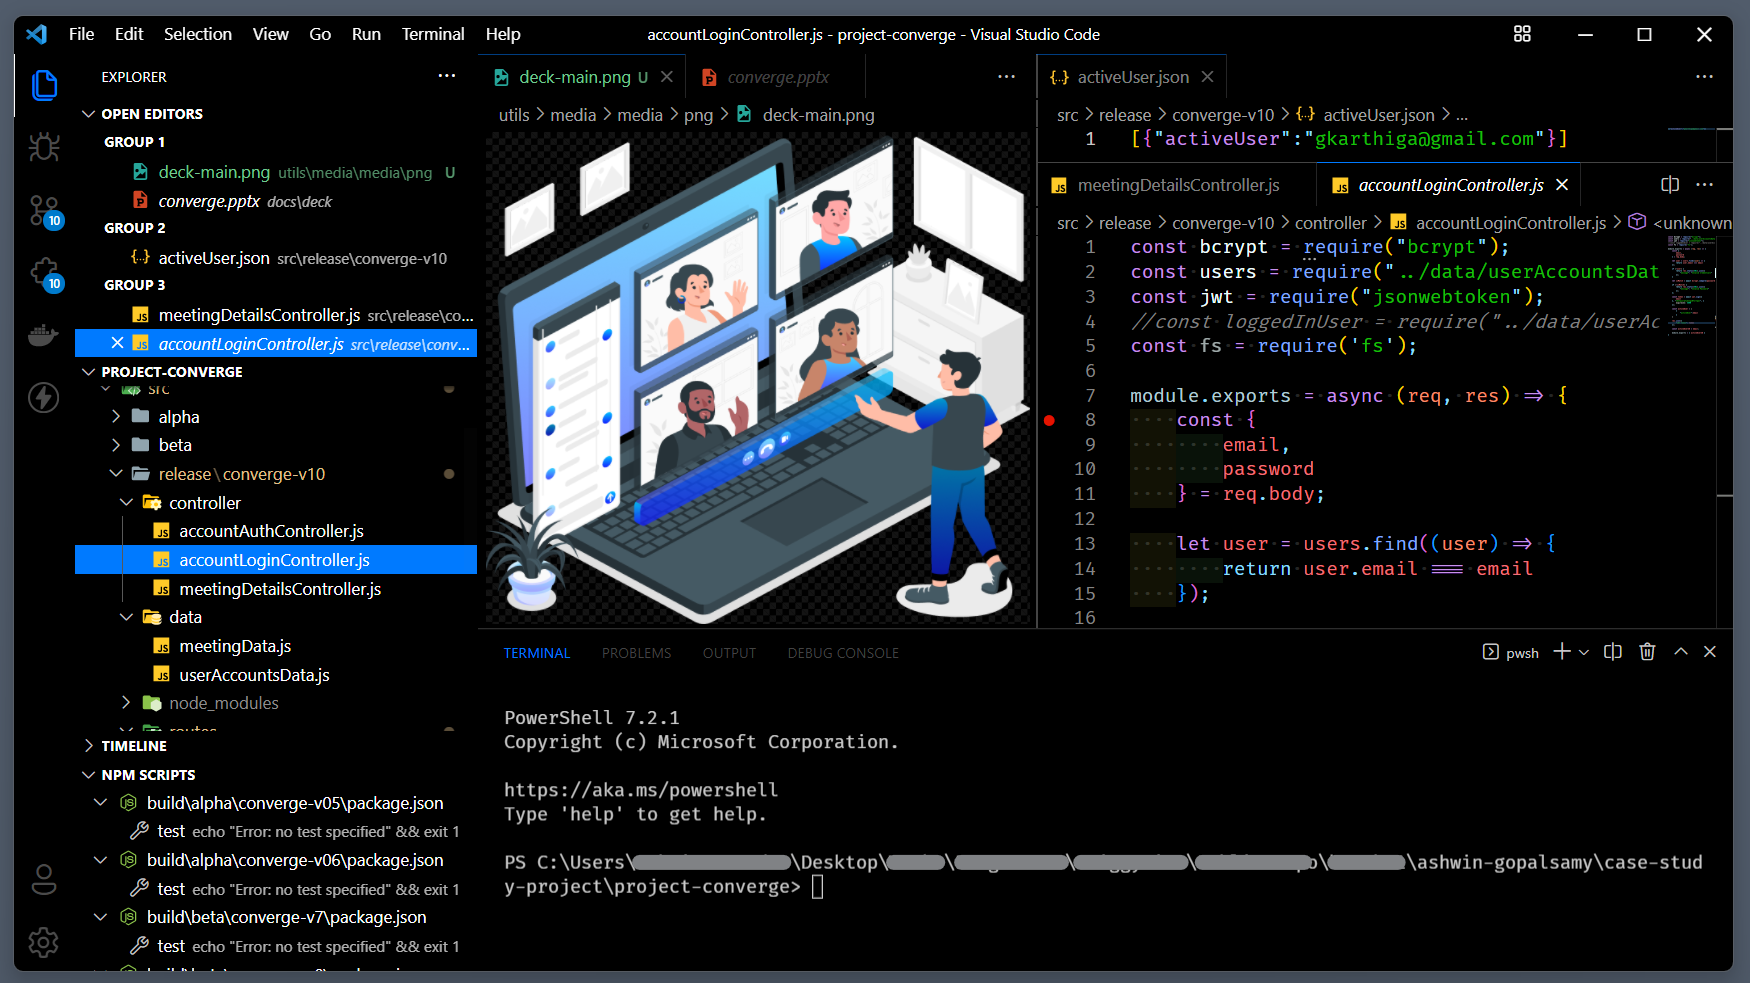 File Edit Selection View Go Run Terminal Help
accountLoginController.js - project-converge - Visual Studio Code
EXPLORER
OPEN EDITORS
GROUP 1
deck-main.png utils\media\media\png U
converge.pptx docs\deck
GROUP 2
activeUser.json src\release\converge-v10
GROUP 3
meetingDetailsController.js src\release\co...
accountLoginController.js src\release\conv...
PROJECT-CONVERGE
src
alpha
beta
release\converge-v10
controller
accountAuthController.js
accountLoginController.js
meetingDetailsController.js
data
meetingData.js
userAccountsData.js
node_modules
routes
TIMELINE
NPM SCRIPTS
build\alpha\converge-v05\package.json
test echo "Error: no test specified" && exit 1
build\alpha\converge-v06\package.json
test echo "Error: no test specified" && exit 1
build\beta\converge-v7\package.json
test echo "Error: no test specified" && exit 1
10
10
deck-main.png U
converge.pptx
utils > media > media > png > deck-main.png
activeUser.json
src > release > converge-v10 > activeUser.json > ...
1 [{"activeUser":"gkarthiga@gmail.com"}]
meetingDetailsController.js
accountLoginController.js
src > release > converge-v10 > controller > accountLoginController.js > <unknown
1 const bcrypt = require("bcrypt");
2 const users = require("../data/userAccountsDat
3 const jwt = require("jsonwebtoken");
4 //const loggedInUser = require("../data/userAc
5 const fs = require('fs');
6
7 module.exports = async (req, res) => {
8 const {
9 email,
10 password
11 } = req.body;
12
13 let user = users.find((user) => {
14 return user.email === email
15 });
16
TERMINAL PROBLEMS OUTPUT DEBUG CONSOLE
pwsh
PowerShell 7.2.1
Copyright (c) Microsoft Corporation.
https://aka.ms/powershell
Type 'help' to get help.
PS C:\Users\ \Desktop\ \ \ \ \ \ashwin-gopalsamy\case-stud
y-project\project-converge>